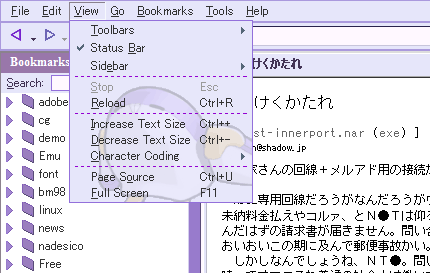 File Edit View Go Bookmarks Tools Help
Toolbars
Status Bar
Sidebar
Stop Esc
Reload Ctrl+R
Increase Text Size Ctrl++
Decrease Text Size Ctrl+-
Character Coding
Page Source Ctrl+U
Full Screen F11
Bookmarks
Search:
adobe
cg
demo
Emu
font
bm98
linux
news
nadesico
Free
けくかたれ
けくかたれ
st-innerport.nar (exe) ]
@shadow.jp
家さんの回線+メルアド用の接続か
専用回線だろうがなんだろうが
未納料金払えやコルァ、とN●Tは仰
んだはずの請求書が届きません。問い合
おいおいこの期に及んで郵便事故かい。
しかしなんでしょうね、NT●。問い